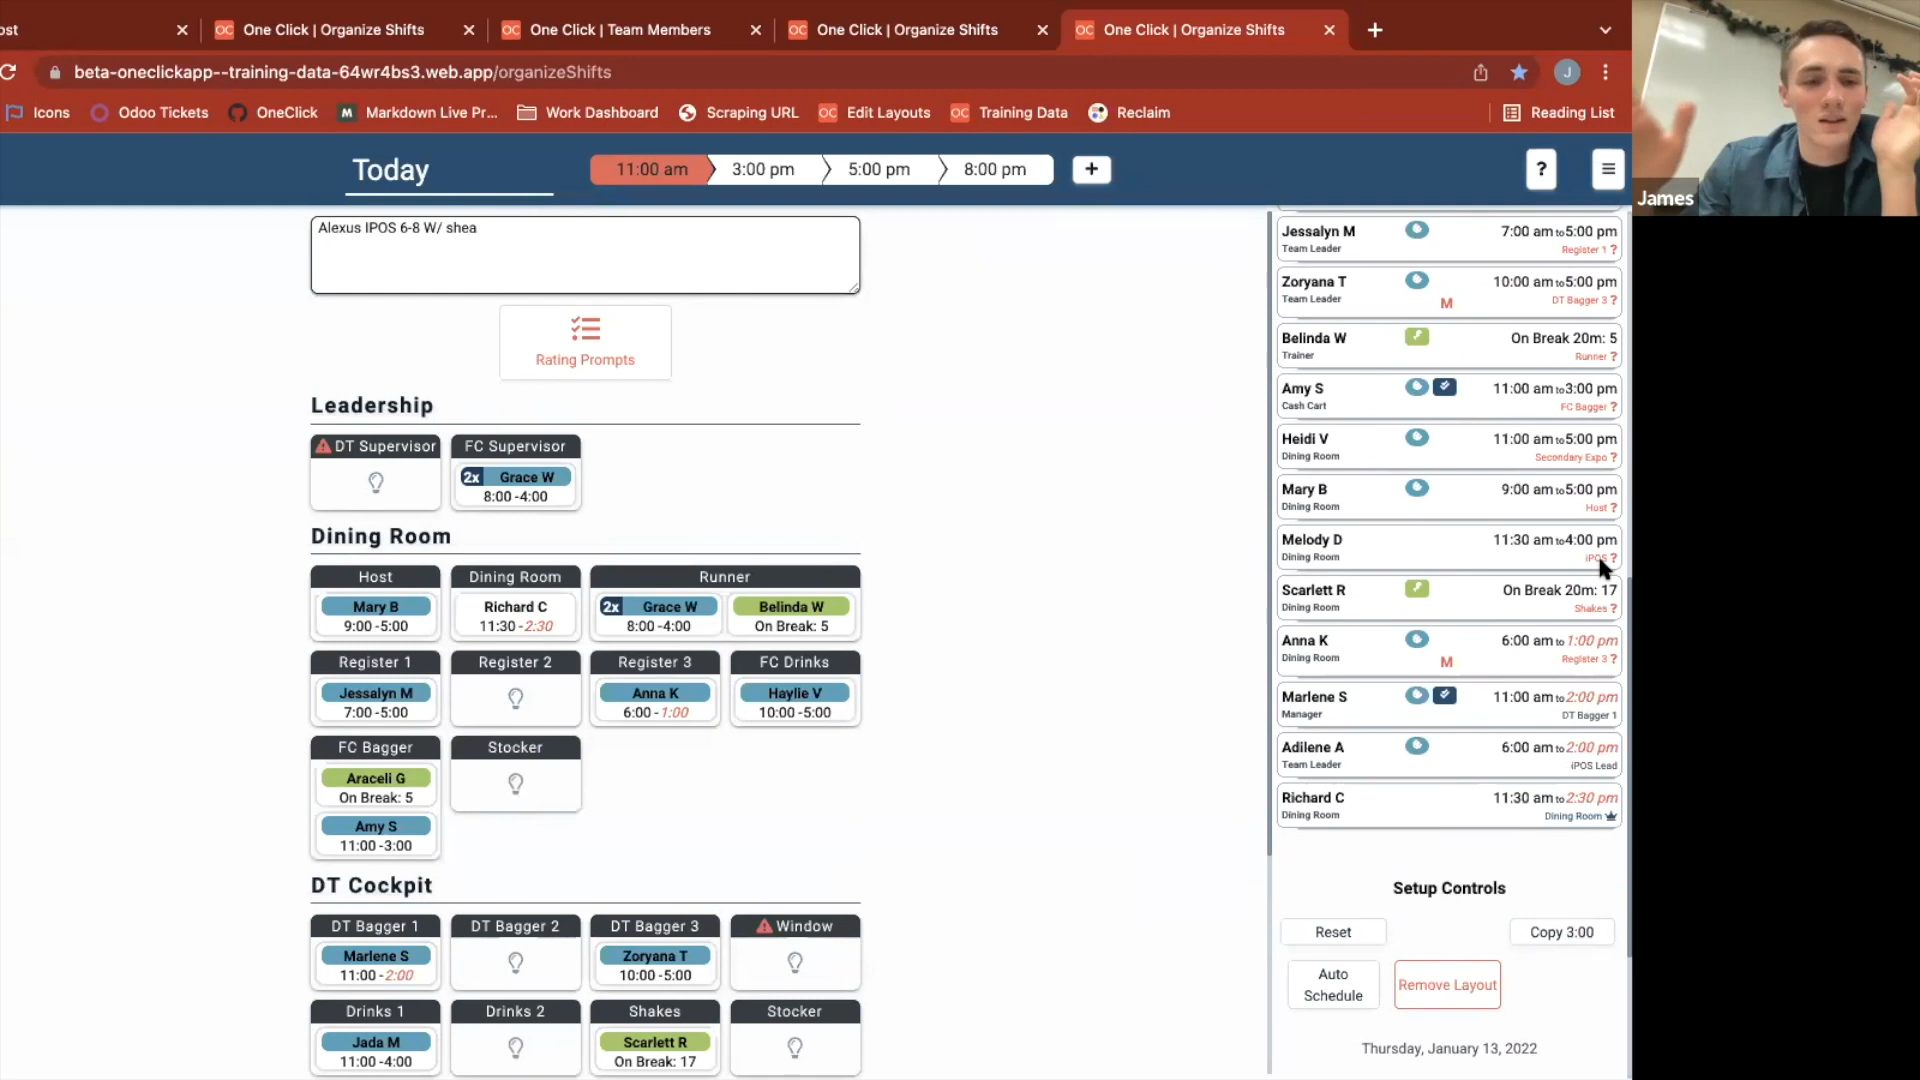 ost
One Click | Organize Shifts
One Click | Team Members
One Click | Organize Shifts
One Click | Organize Shifts
beta-oneclickapp--training-data-64wr4bs3.web.app/organizeShifts
J
Icons
Odoo Tickets
OneClick
Markdown Live Pr...
Work Dashboard
Scraping URL
Edit Layouts
Training Data
Reclaim
Reading List
Today
11:00 am
3:00 pm
5:00 pm
8:00 pm
+
?
James
Alexus IPOS 6-8 W/ shea
Rating Prompts
Leadership
DT Supervisor
FC Supervisor
2x Grace W
8:00 -4:00
Dining Room
Host
Mary B
9:00 -5:00
Dining Room
Richard C
11:30 -2:30
Runner
2x Grace W
8:00 -4:00
Belinda W
On Break: 5
Register 1
Jessalyn M
7:00 -5:00
Register 2
Register 3
Anna K
6:00 -1:00
FC Drinks
Haylie V
10:00 -5:00
FC Bagger
Araceli G
On Break: 5
Amy S
11:00 -3:00
Stocker
DT Cockpit
DT Bagger 1
Marlene S
11:00 -2:00
DT Bagger 2
DT Bagger 3
Zoryana T
10:00 -5:00
Window
Drinks 1
Jada M
11:00 -4:00
Drinks 2
Shakes
Scarlett R
On Break: 17
Stocker
Jessalyn M 7:00 am to 5:00 pm
Team Leader Register 1 ?
Zoryana T 10:00 am to 5:00 pm
Team Leader M DT Bagger 3 ?
Belinda W On Break 20m: 5
Trainer Runner ?
Amy S 11:00 am to 3:00 pm
Cash Cart FC Bagger ?
Heidi V 11:00 am to 5:00 pm
Dining Room Secondary Expo ?
Mary B 9:00 am to 5:00 pm
Dining Room Host ?
Melody D 11:30 am to 4:00 pm
Dining Room iPOS ?
Scarlett R On Break 20m: 17
Dining Room Shakes ?
Anna K 6:00 am to 1:00 pm
Dining Room M Register 3 ?
Marlene S 11:00 am to 2:00 pm
Manager DT Bagger 1
Adilene A 6:00 am to 2:00 pm
Team Leader iPOS Lead
Richard C 11:30 am to 2:30 pm
Dining Room Dining Room
Setup Controls
Reset
Copy 3:00
Auto
Schedule
Remove Layout
Thursday, January 13, 2022